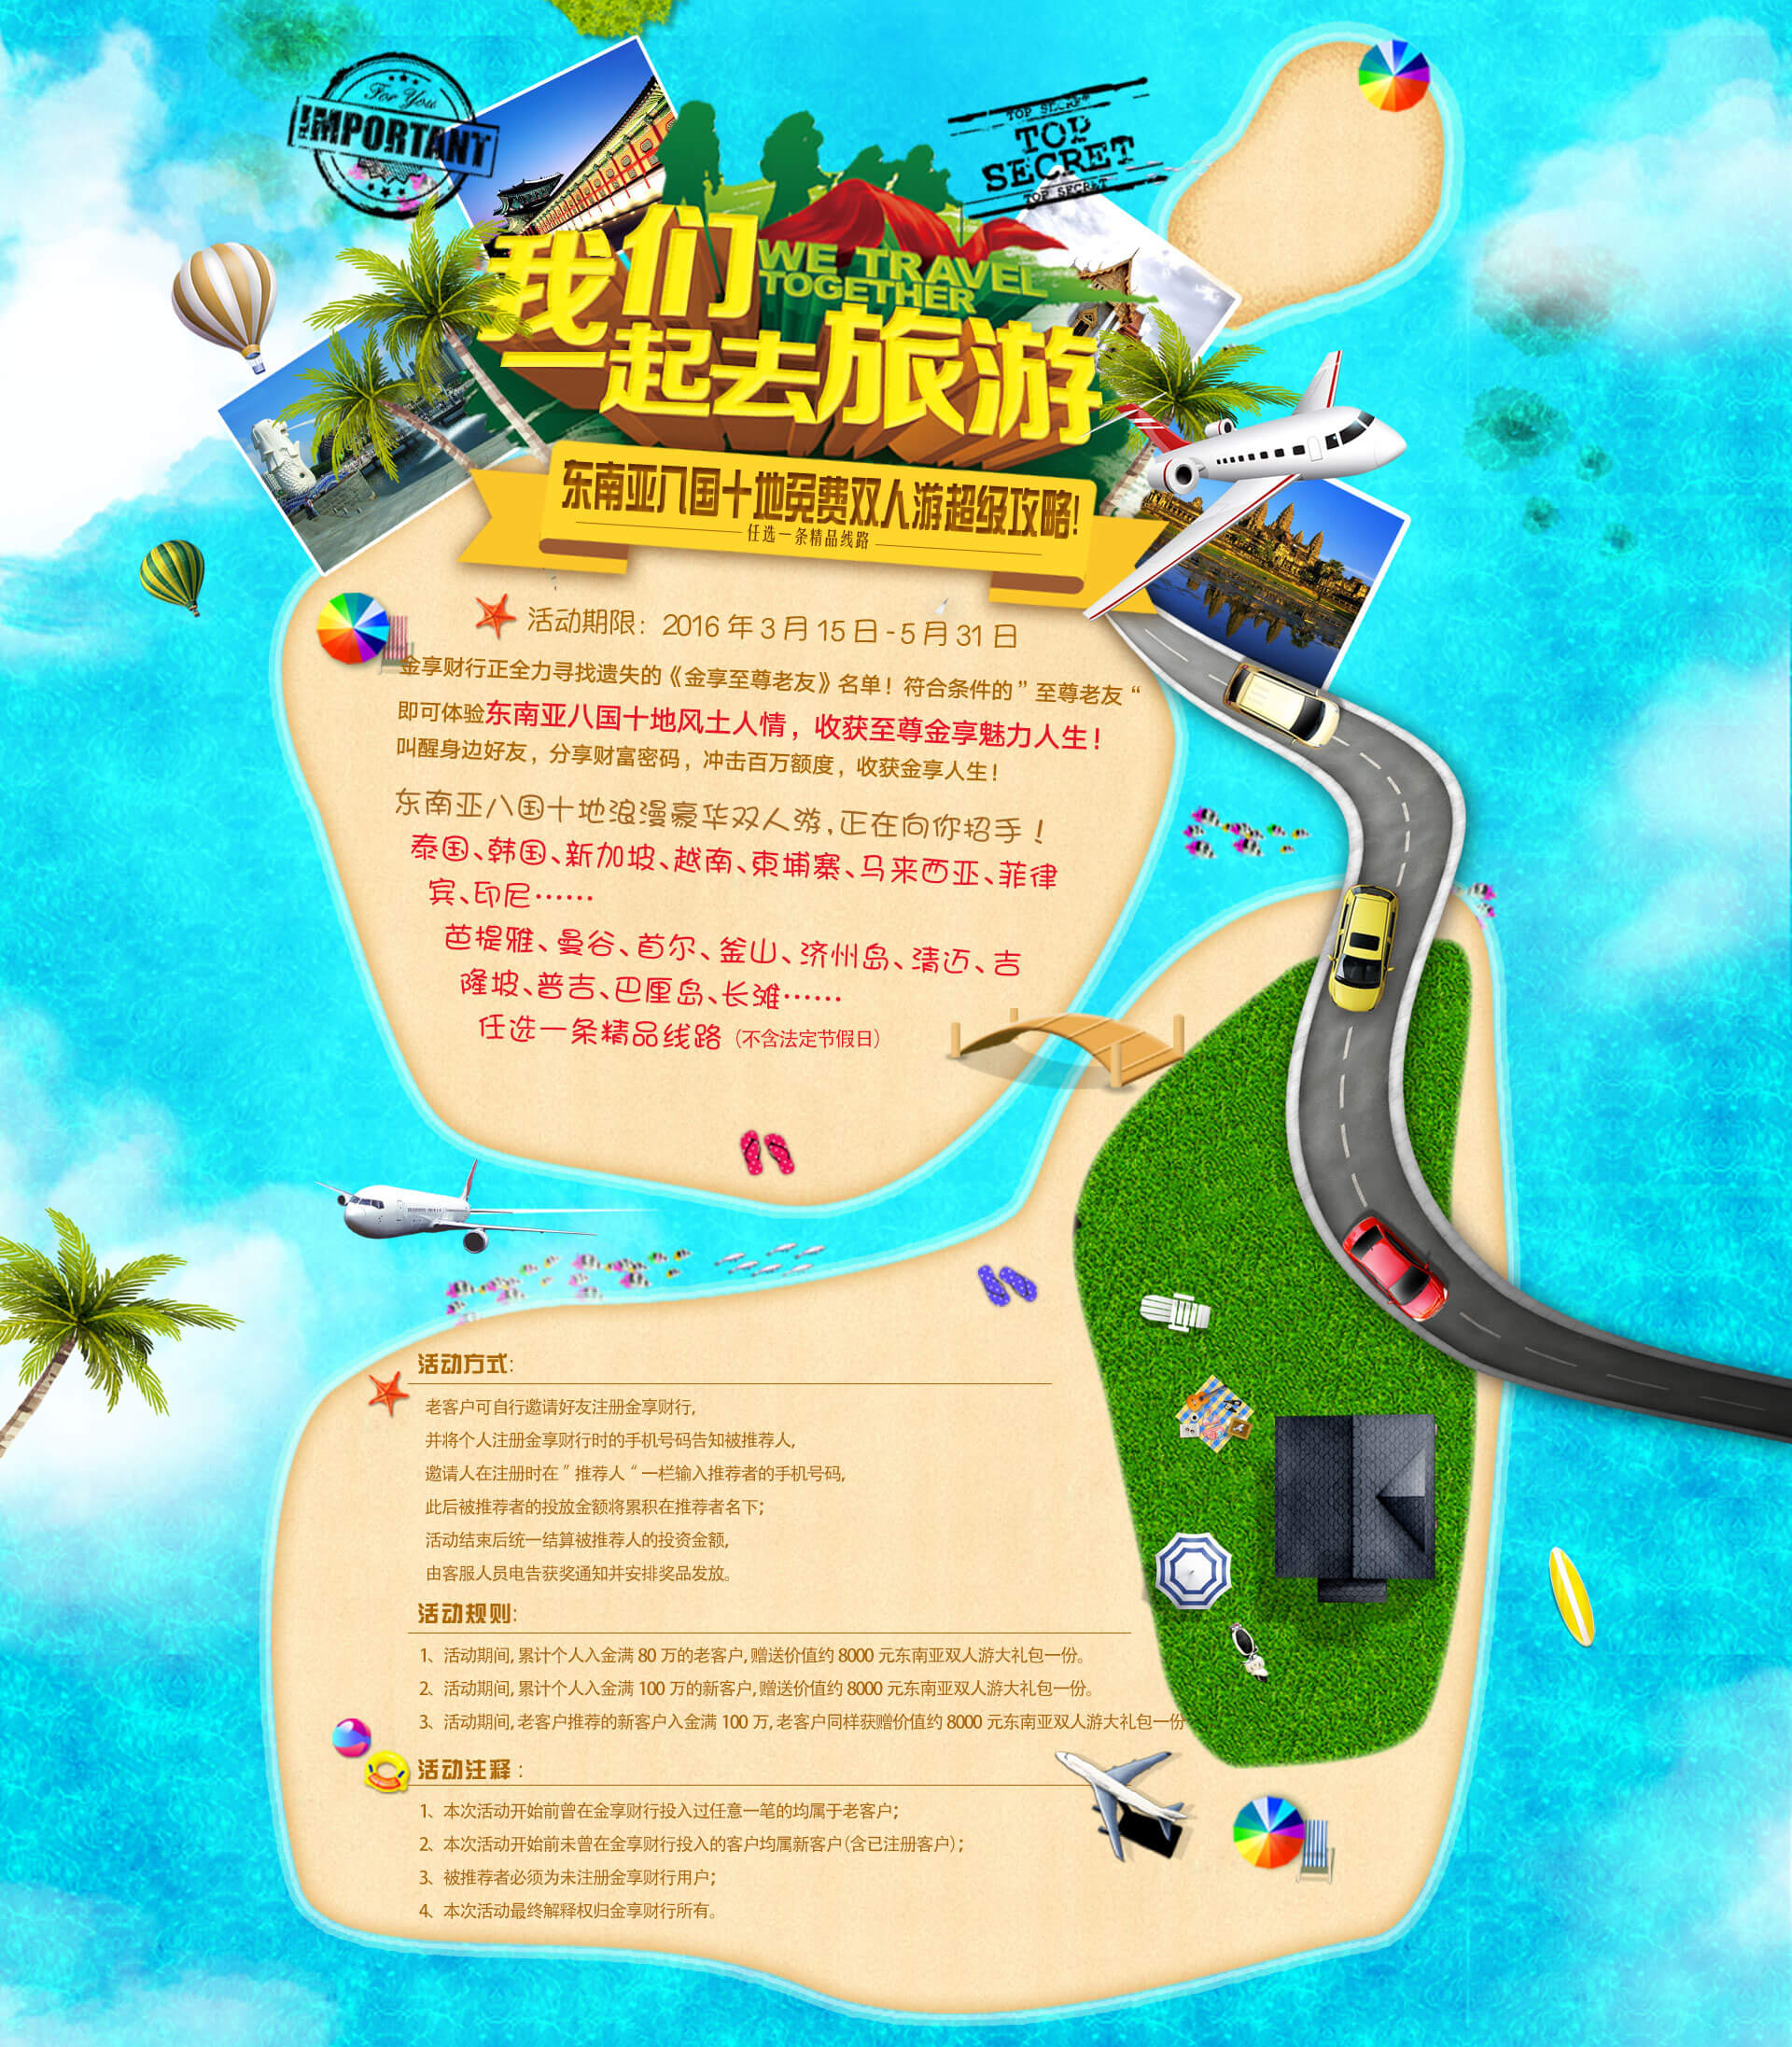 For You
IMPORTANT
TOP SECRET
TOP
SECRET
TOP SECRET
我们
WE TRAVEL
TOGETHER
一起去旅游
东南亚八国十地免费双人游超级攻略!
任选一条精品线路
活动期限：2016年3月15日-5月31日
金享财行正全力寻找遗失的《金享至尊老友》名单！符合条件的”至尊老友“
即可体验东南亚八国十地风土人情，收获至尊金享魅力人生！
叫醒身边好友，分享财富密码，冲击百万额度，收获金享人生！
东南亚八国十地浪漫豪华双人游,正在向你招手！
泰国、韩国、新加坡、越南、柬埔寨、马来西亚、菲律
宾、印尼……
芭提雅、曼谷、首尔、釜山、济州岛、清迈、吉
隆坡、普吉、巴厘岛、长滩……
任选一条精品线路（不含法定节假日）
活动方式:
老客户可自行邀请好友注册金享财行,
并将个人注册金享财行时的手机号码告知被推荐人,
邀请人在注册时在”推荐人“一栏输入推荐者的手机号码,
此后被推荐者的投放金额将累积在推荐者名下;
活动结束后统一结算被推荐人的投资金额,
由客服人员电告获奖通知并安排奖品发放。
活动规则:
1、活动期间,累计个人入金满80万的老客户,赠送价值约8000元东南亚双人游大礼包一份。
2、活动期间,累计个人入金满100万的新客户,赠送价值约8000元东南亚双人游大礼包一份。
3、活动期间,老客户推荐的新客户入金满100万,老客户同样获赠价值约8000元东南亚双人游大礼包一份
活动注释:
1、本次活动开始前曾在金享财行投入过任意一笔的均属于老客户;
2、本次活动开始前未曾在金享财行投入的客户均属新客户(含已注册客户);
3、被推荐者必须为未注册金享财行用户;
4、本次活动最终解释权归金享财行所有。